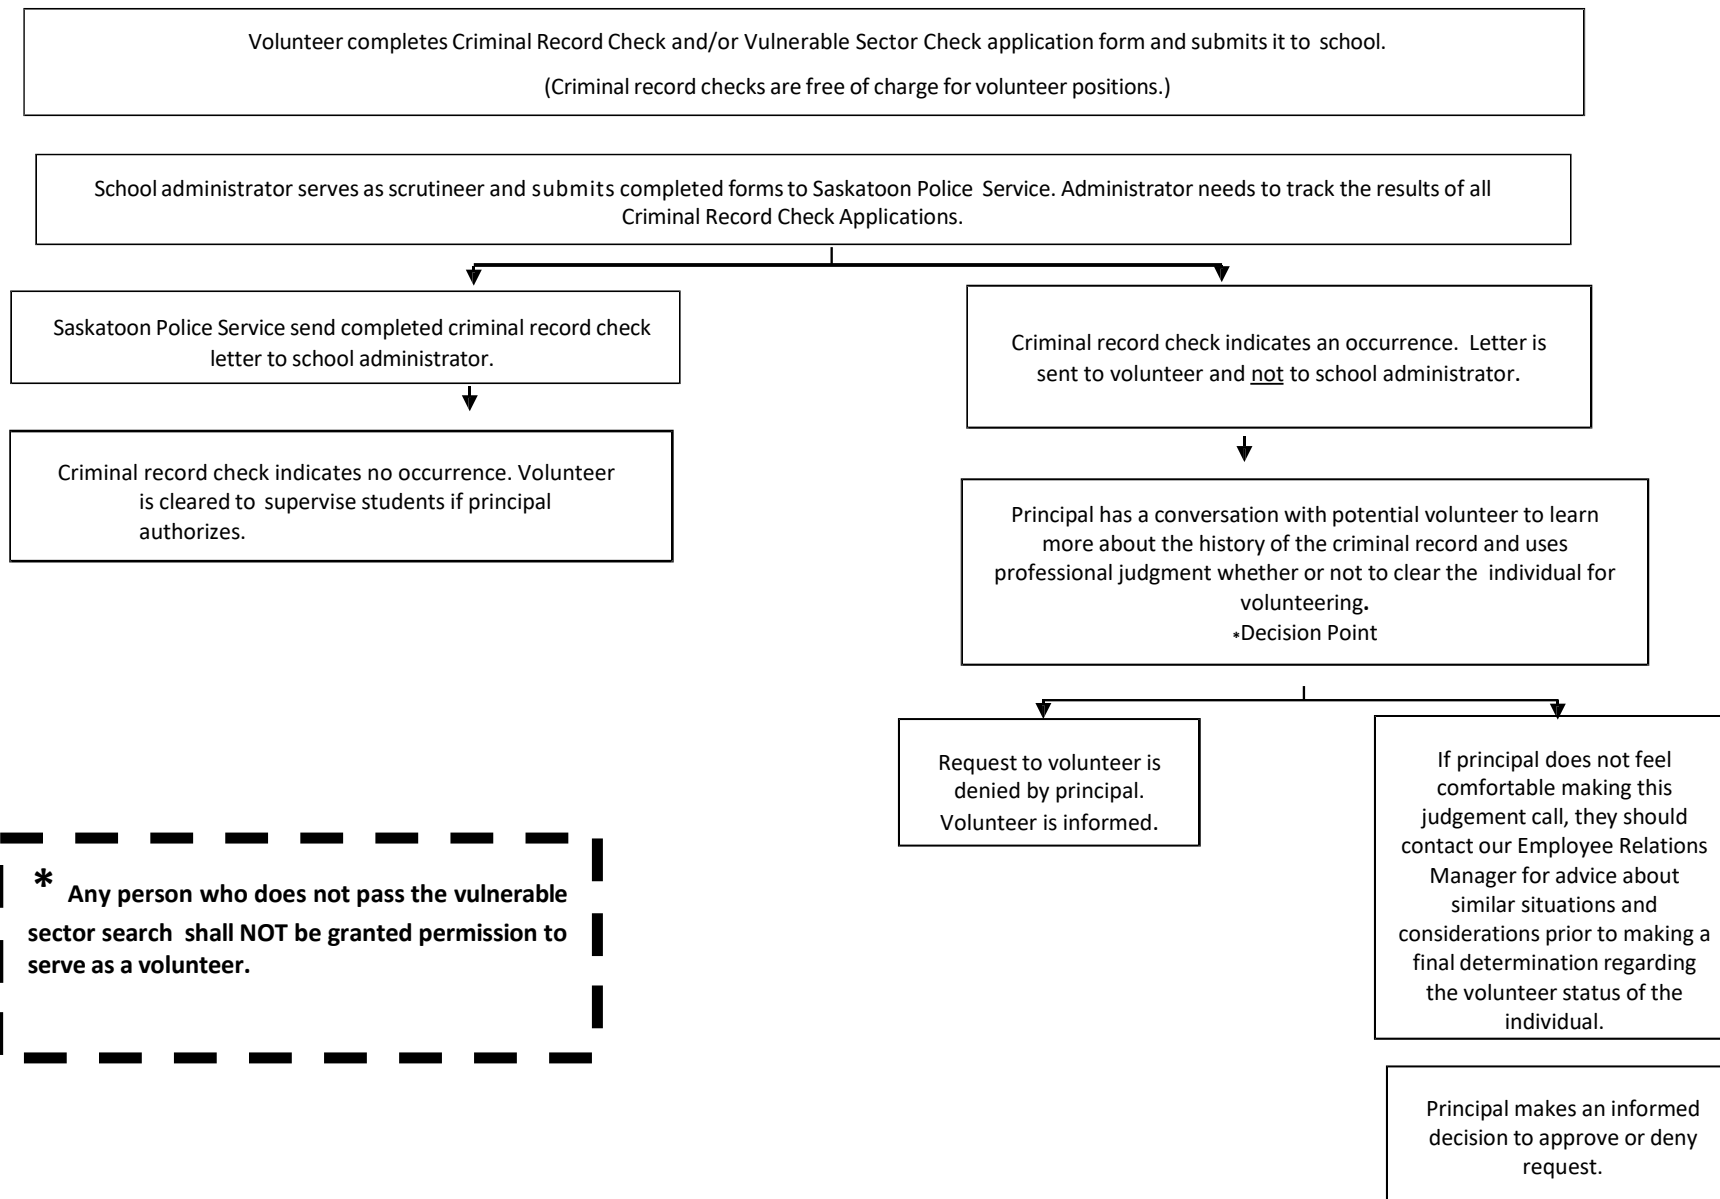 Volunteer completes Criminal Record Check and/or Vulnerable Sector Check application form and submits it to school.
(Criminal record checks are free of charge for volunteer positions.)
School administrator serves as scrutineer and submits completed forms to Saskatoon Police Service. Administrator needs to track the results of all
Criminal Record Check Applications.
Saskatoon Police Service send completed criminal record check
letter to school administrator.
Criminal record check indicates no occurrence. Volunteer
is cleared to supervise students if principal
authorizes.
Criminal record check indicates an occurrence. Letter is
sent to volunteer and not to school administrator.
Principal has a conversation with potential volunteer to learn
more about the history of the criminal record and uses
professional judgment whether or not to clear the individual for
volunteering.
*Decision Point
Request to volunteer is
denied by principal.
Volunteer is informed.
If principal does not feel
comfortable making this
judgement call, they should
contact our Employee Relations
Manager for advice about
similar situations and
considerations prior to making a
final determination regarding
the volunteer status of the
individual.
Principal makes an informed
decision to approve or deny
request.
* Any person who does not pass the vulnerable
sector search shall NOT be granted permission to
serve as a volunteer.